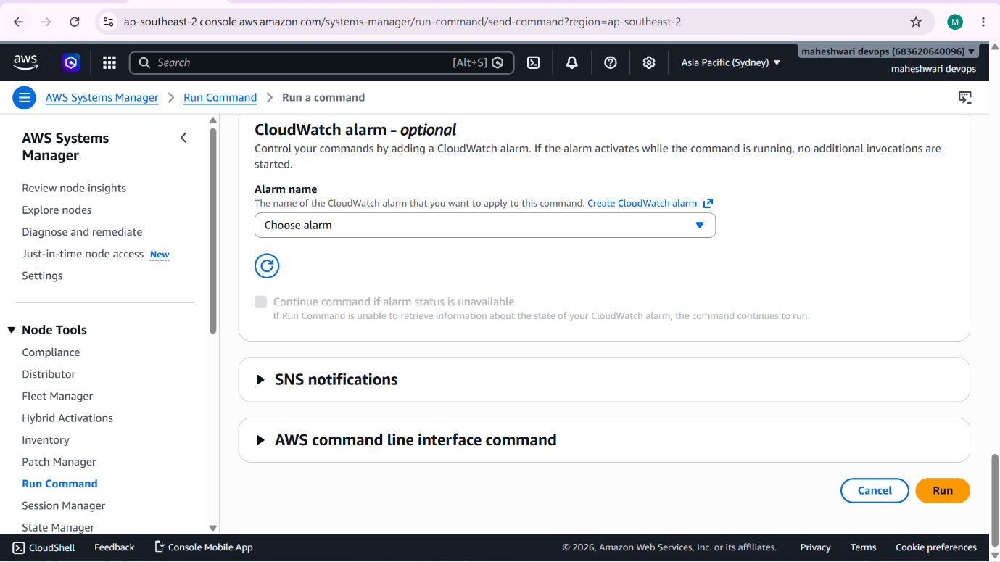 ap-southeast-2.console.aws.amazon.com/systems-manager/run-command/send-command?region=ap-southeast-2
M
aws
Search
[Alt+S]
Asia Pacific (Sydney)
maheshwari devops (683620640096)
maheshwari devops
AWS Systems Manager
Run Command
Run a command
AWS Systems
Manager
Review node insights
Explore nodes
Diagnose and remediate
Just-in-time node access New
Settings
Node Tools
Compliance
Distributor
Fleet Manager
Hybrid Activations
Inventory
Patch Manager
Run Command
Session Manager
State Manager
CloudWatch alarm - optional
Control your commands by adding a CloudWatch alarm. If the alarm activates while the command is running, no additional invocations are
started.
Alarm name
The name of the CloudWatch alarm that you want to apply to this command. Create CloudWatch alarm
Choose alarm
Continue command if alarm status is unavailable
If Run Command is unable to retrieve information about the state of your CloudWatch alarm, the command continues to run.
SNS notifications
AWS command line interface command
Cancel
Run
CloudShell
Feedback
Console Mobile App
© 2026, Amazon Web Services, Inc. or its affiliates.
Privacy
Terms
Cookie preferences